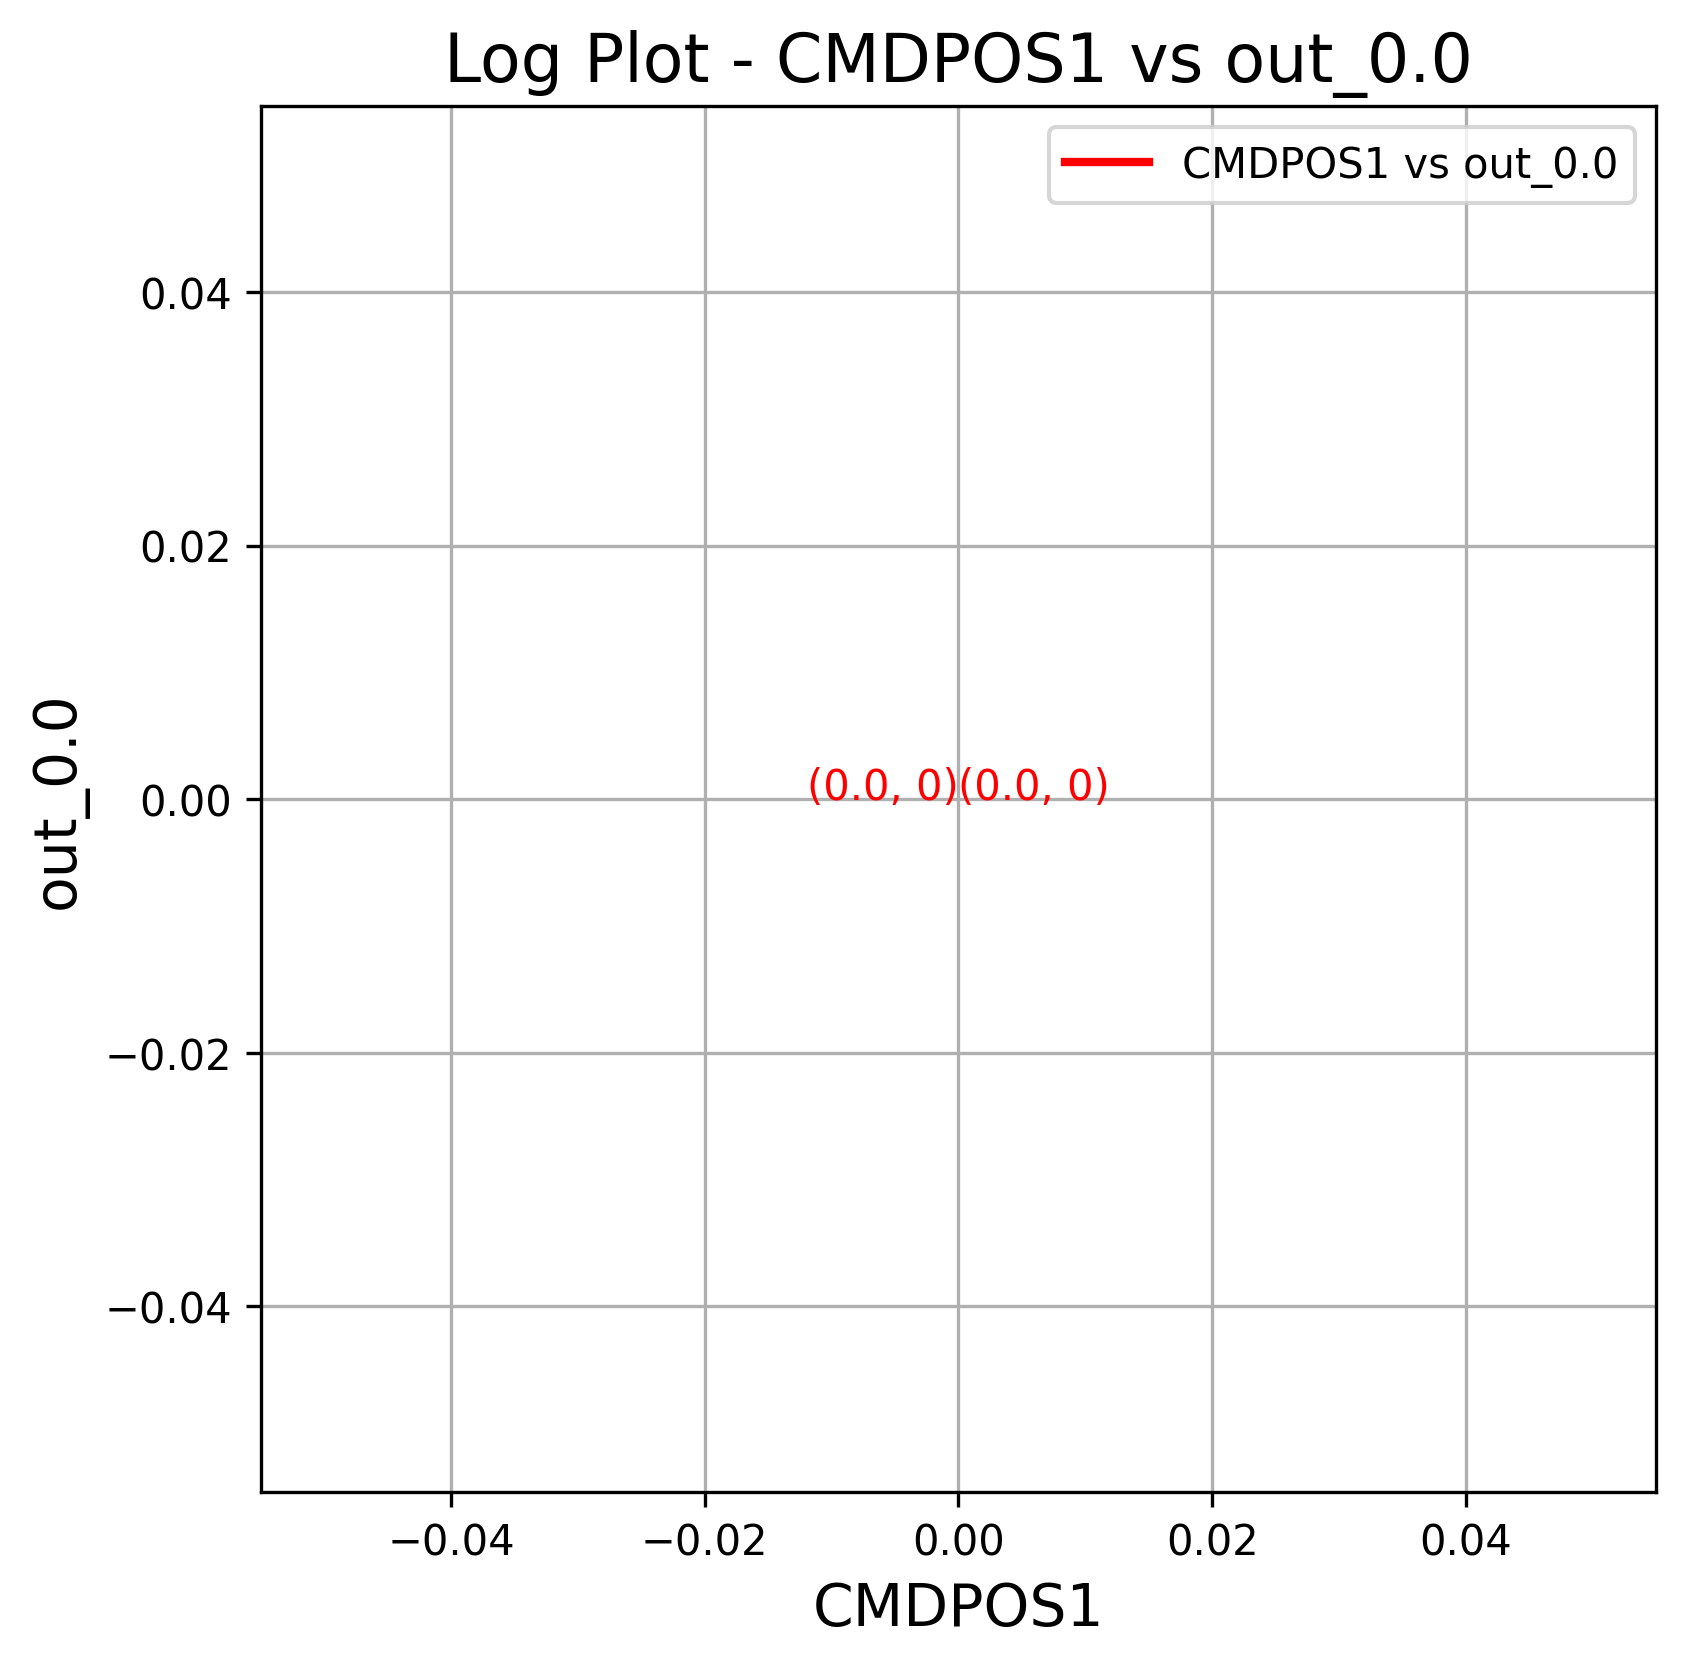 Log Plot - CMDPOS1 vs out_0.0
CMDPOS1 vs out_0.0
0.04
0.02
0.00
−0.02
−0.04
out_0.0
(0.0, 0)(0.0, 0)
−0.04 −0.02 0.00 0.02 0.04
CMDPOS1